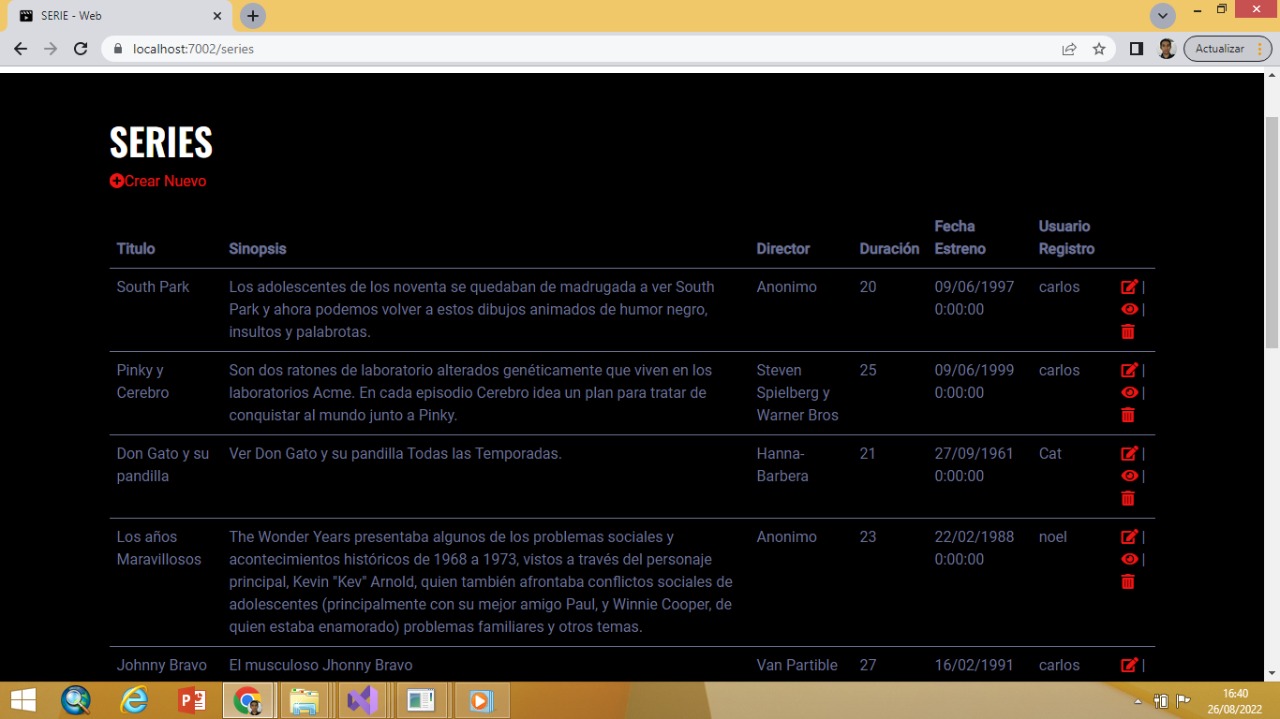 SERIE - Web
localhost:7002/series
Actualizar
SERIES
Crear Nuevo
Titulo Sinopsis Director Duración Fecha Estreno Usuario Registro
South Park Los adolescentes de los noventa se quedaban de madrugada a ver South Anonimo 20 09/06/1997 carlos |
Park y ahora podemos volver a estos dibujos animados de humor negro, 0:00:00 |
insultos y palabrotas.
Pinky y Son dos ratones de laboratorio alterados genéticamente que viven en los Steven 25 09/06/1999 carlos |
Cerebro laboratorios Acme. En cada episodio Cerebro idea un plan para tratar de Spielberg y 0:00:00 |
conquistar al mundo junto a Pinky. Warner Bros
Don Gato y su Ver Don Gato y su pandilla Todas las Temporadas. Hanna- 21 27/09/1961 Cat |
pandilla Barbera 0:00:00 |
Los años The Wonder Years presentaba algunos de los problemas sociales y Anonimo 23 22/02/1988 noel |
Maravillosos acontecimientos históricos de 1968 a 1973, vistos a través del personaje 0:00:00 |
principal, Kevin "Kev" Arnold, quien también afrontaba conflictos sociales de
adolescentes (principalmente con su mejor amigo Paul, y Winnie Cooper, de
quien estaba enamorado) problemas familiares y otros temas.
Johnny Bravo El musculoso Jhonny Bravo Van Partible 27 16/02/1991 carlos |
16:40
26/08/2022